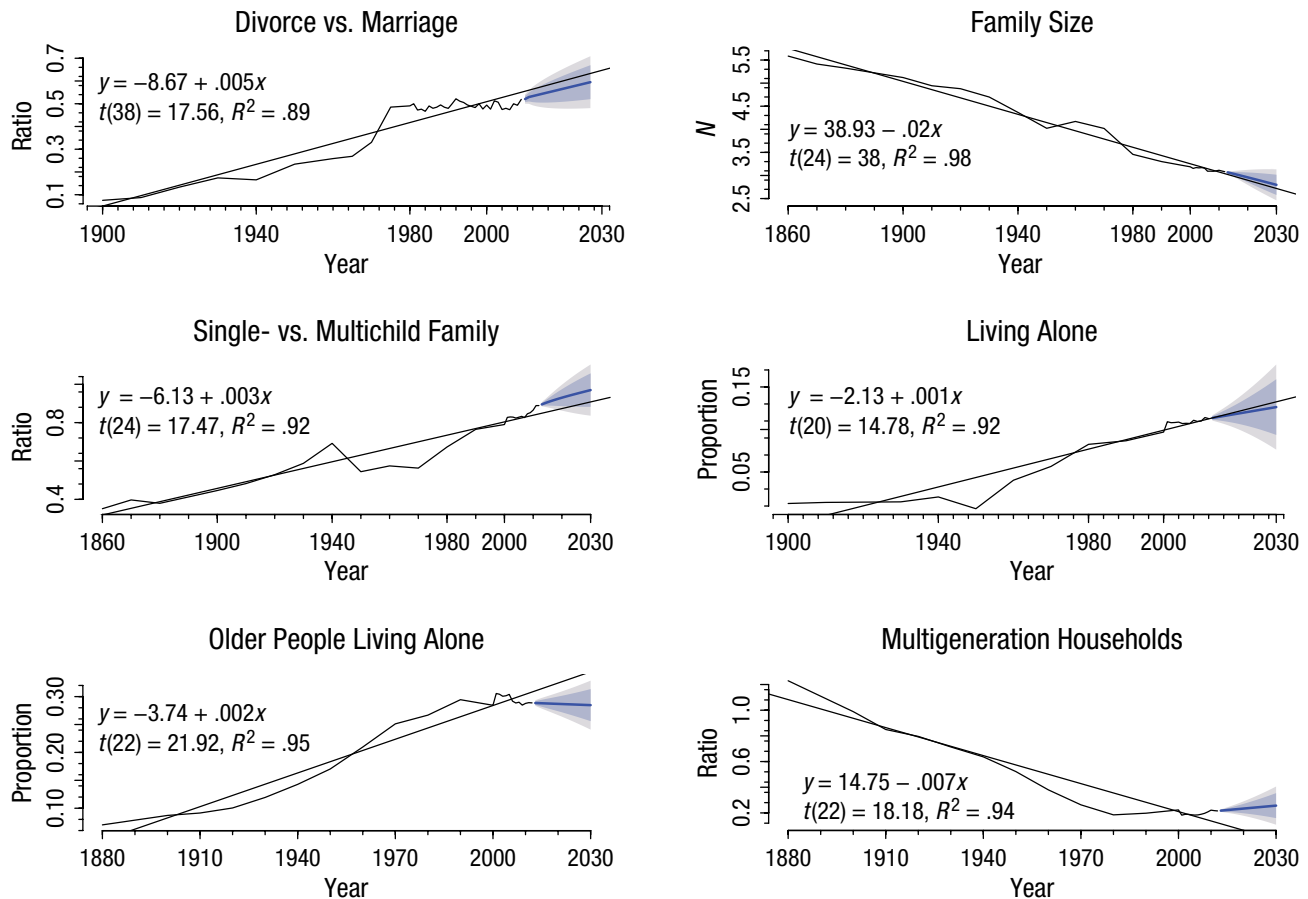 Divorce vs. Marriage
Ratio
0.7
0.5
0.3
0.1
y = −8.67 + .005x
t(38) = 17.56, R² = .89
1900 1940 1980 2000 2030
Year
Family Size
N
5.5
4.5
3.5
2.5
y = 38.93 − .02x
t(24) = 38, R² = .98
1860 1900 1940 1980 2000 2030
Year
Single- vs. Multichild Family
Ratio
0.8
0.4
y = −6.13 + .003x
t(24) = 17.47, R² = .92
1860 1900 1940 1980 2000 2030
Year
Living Alone
Proportion
0.15
0.05
y = −2.13 + .001x
t(20) = 14.78, R² = .92
1900 1940 1980 2000 2030
Year
Older People Living Alone
Proportion
0.30
0.20
0.10
y = −3.74 + .002x
t(22) = 21.92, R² = .95
1880 1910 1940 1970 2000 2030
Year
Multigeneration Households
Ratio
1.0
0.6
0.2
y = 14.75 − .007x
t(22) = 18.18, R² = .94
1880 1910 1940 1970 2000 2030
Year